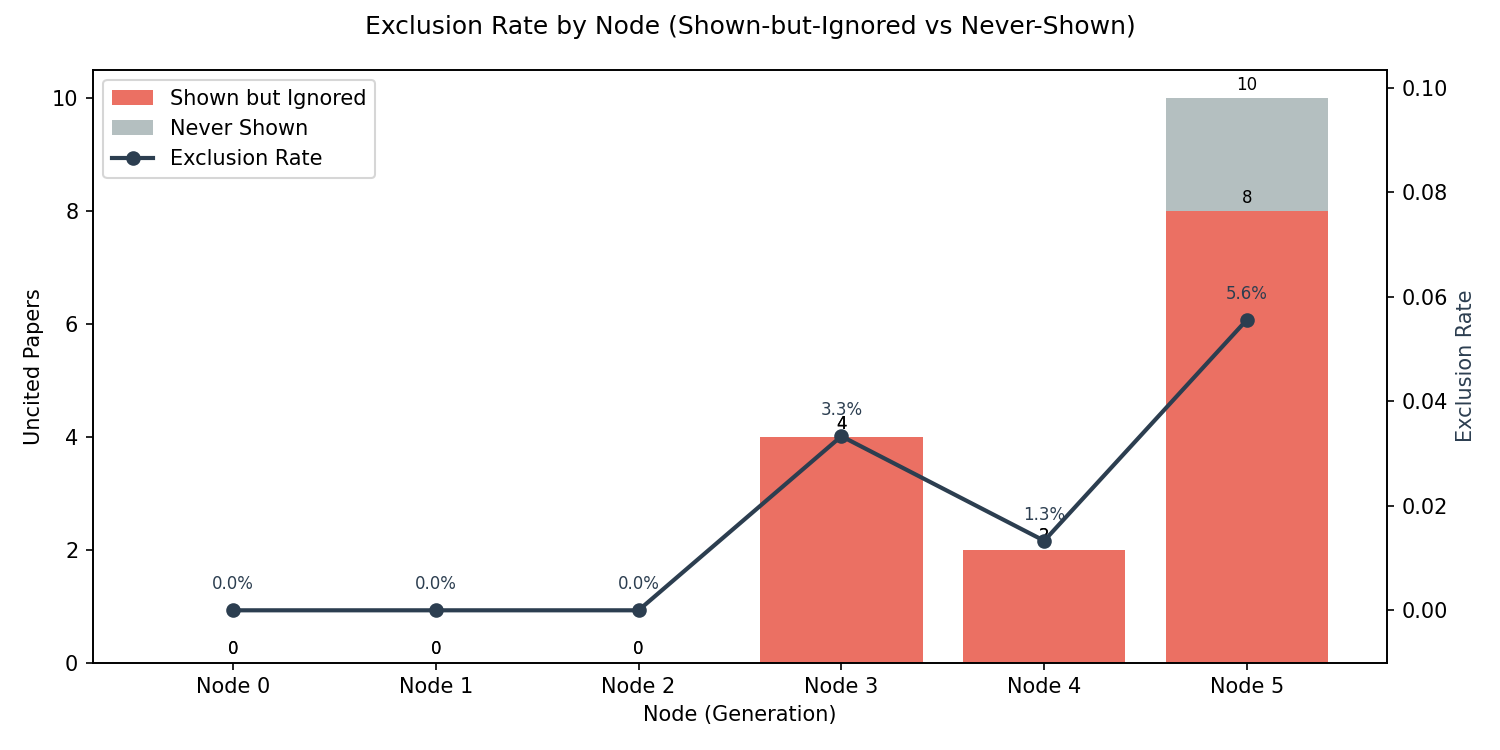 Exclusion Rate by Node (Shown-but-Ignored vs Never-Shown)
Shown but Ignored
Never Shown
Exclusion Rate
10
8
6
4
2
0
Uncited Papers
0.10
0.08
0.06
0.04
0.02
0.00
Exclusion Rate
10
8
5.6%
3.3%
4
1.3%
0.0%
0.0%
0.0%
0
0
0
Node 0
Node 1
Node 2
Node 3
Node 4
Node 5
Node (Generation)